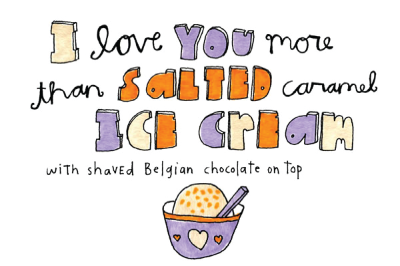 I love YOU more
than SaLTED caramel
ICE CrEaM
with shaved Belgian chocolate on top